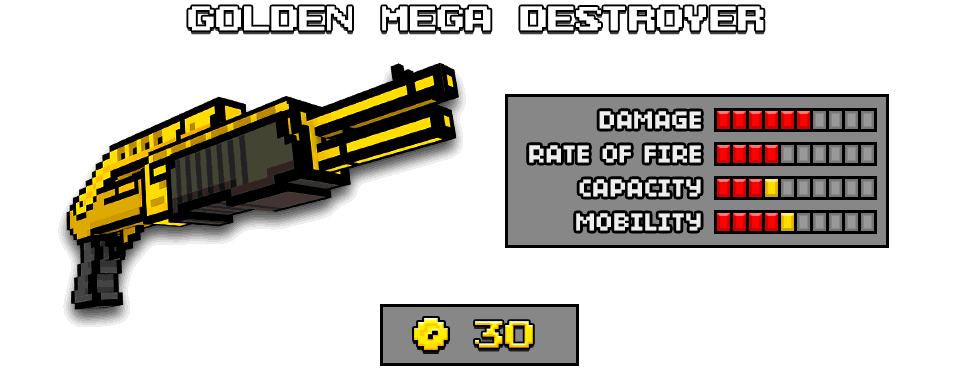 GOLDEN MEGA DESTROYER
DAMAGE
RATE OF FIRE
CAPACITY
MOBILITY
30